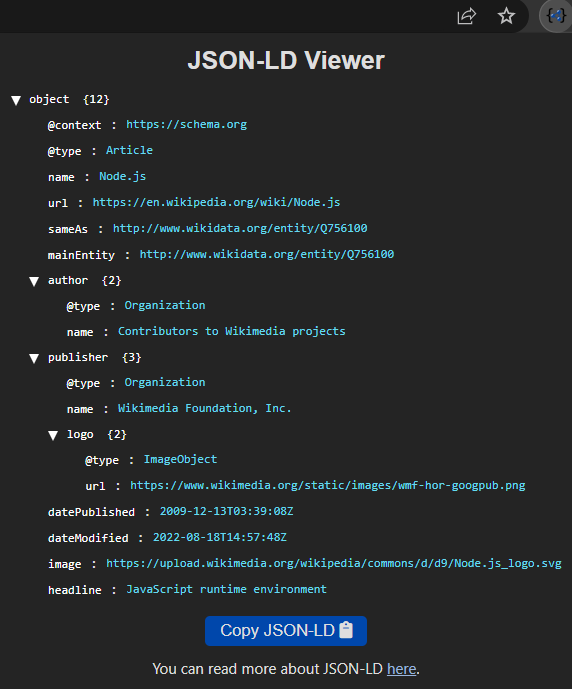 JSON-LD Viewer
▼ object {12}
@context : https://schema.org
@type : Article
name : Node.js
url : https://en.wikipedia.org/wiki/Node.js
sameAs : http://www.wikidata.org/entity/Q756100
mainEntity : http://www.wikidata.org/entity/Q756100
▼ author {2}
@type : Organization
name : Contributors to Wikimedia projects
▼ publisher {3}
@type : Organization
name : Wikimedia Foundation, Inc.
▼ logo {2}
@type : ImageObject
url : https://www.wikimedia.org/static/images/wmf-hor-googpub.png
datePublished : 2009-12-13T03:39:08Z
dateModified : 2022-08-18T14:57:48Z
image : https://upload.wikimedia.org/wikipedia/commons/d/d9/Node.js_logo.svg
headline : JavaScript runtime environment
Copy JSON-LD
You can read more about JSON-LD here.